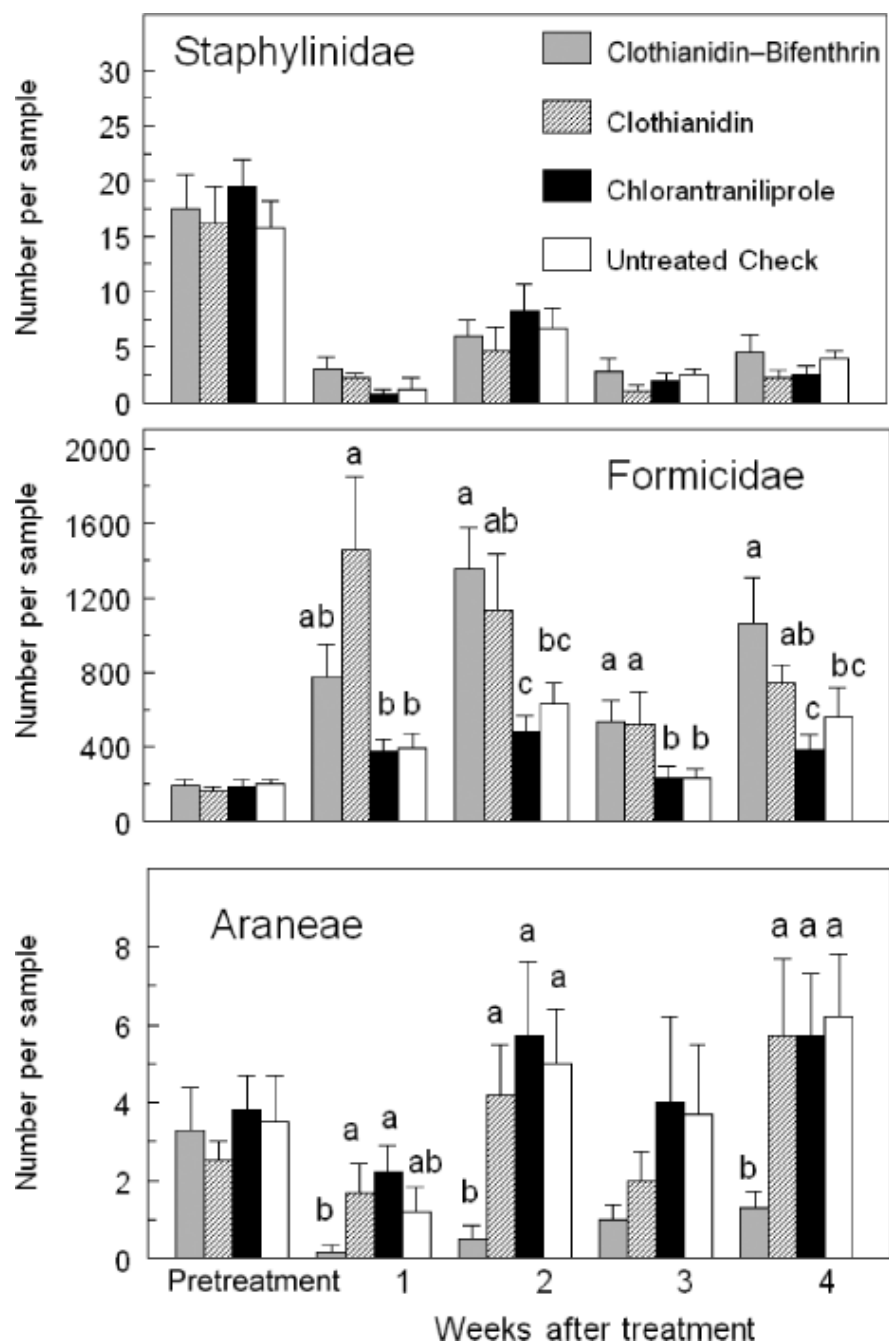 Staphylinidae
Clothianidin–Bifenthrin
Clothianidin
Chlorantraniliprole
Untreated Check
Number per sample
30
25
20
15
10
5
0
Formicidae
Number per sample
2000
1600
1200
800
400
0
ab a b b
a ab c bc
a a b b
a ab c bc
Araneae
Number per sample
8
6
4
2
0
b a a ab
b a a a
b a a a
Pretreatment 1 2 3 4
Weeks after treatment